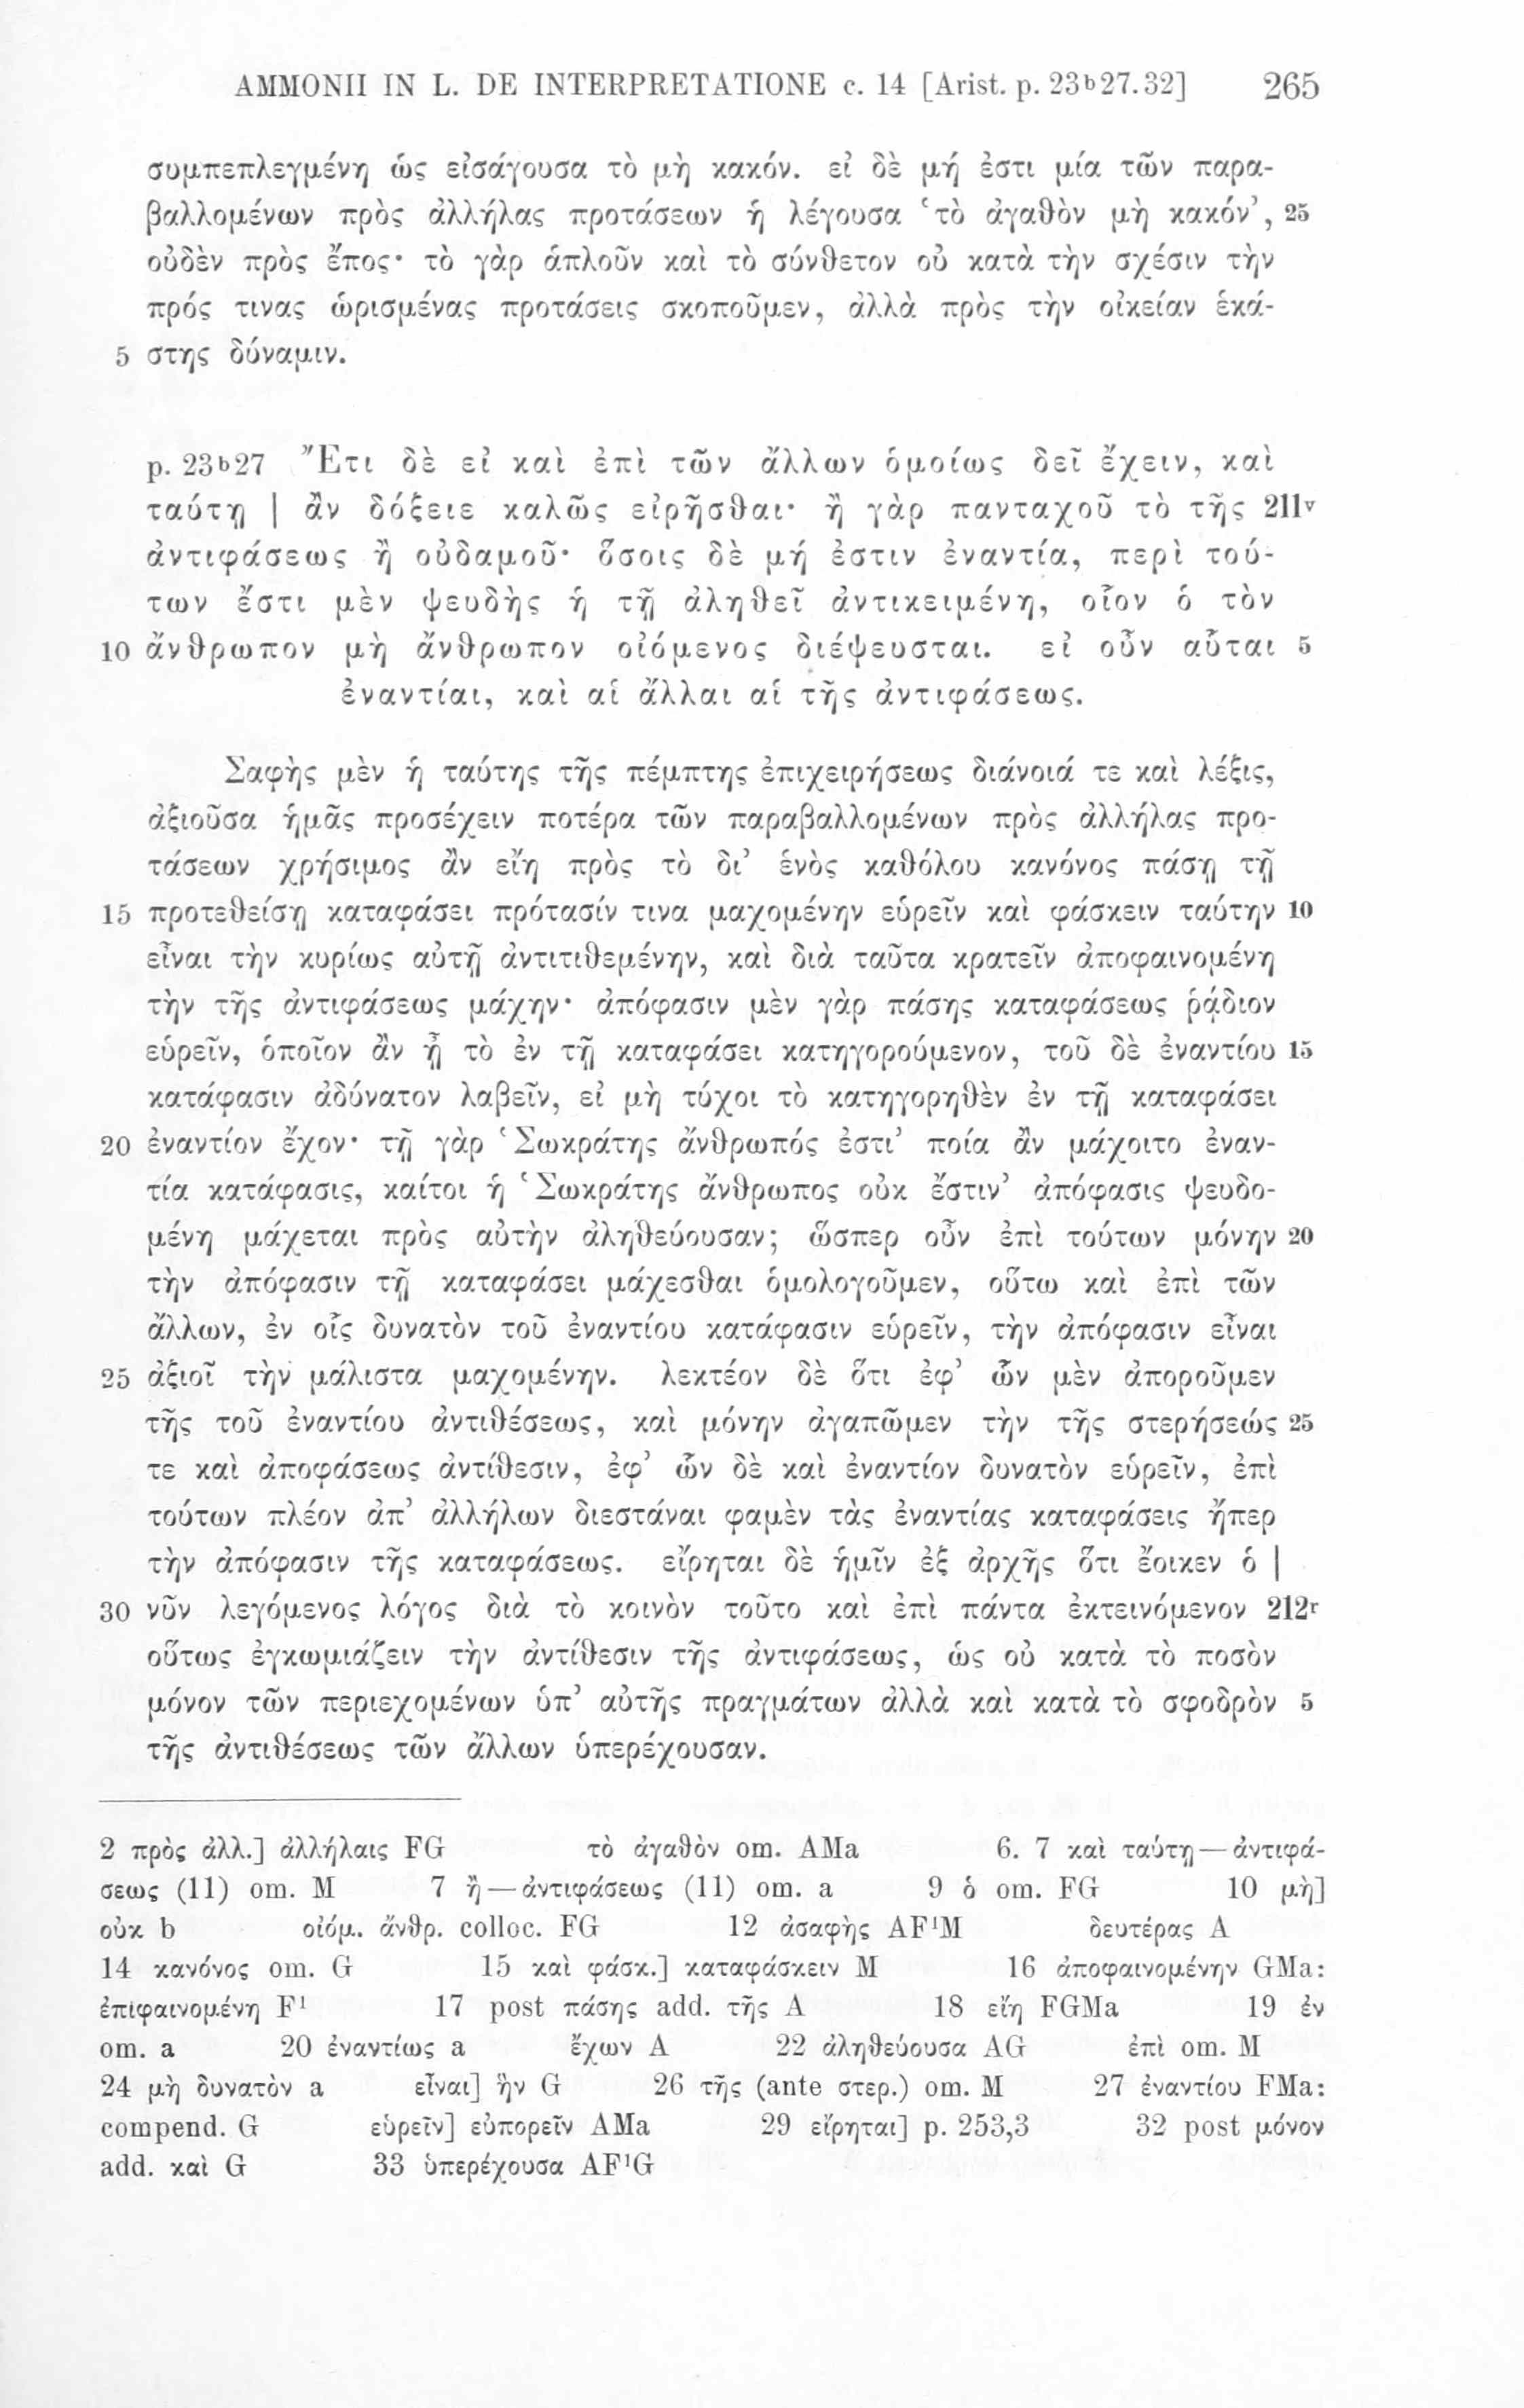 AMMONII IN L. DE INTERPRETATIONE c. 14 [Arist. p. 23ᵇ27.32] 265
συμπεπλεγμένη ὡς εἰσάγουσα τὸ μὴ κακόν. εἰ δὲ μή ἐστι μία τῶν παρα-
βαλλομένων πρὸς ἀλλήλας προτάσεων ἡ λέγουσα ‘τὸ ἀγαθὸν μὴ κακόν’, 25
οὐδὲν πρὸς ἔπος· τὸ γὰρ ἁπλοῦν καὶ τὸ σύνθετον οὐ κατὰ τὴν σχέσιν τὴν
πρός τινας ὡρισμένας προτάσεις σκοποῦμεν, ἀλλὰ πρὸς τὴν οἰκείαν ἑκά-
5 στης δύναμιν.
p. 23ᵇ27 Ἔτι δὲ εἰ καὶ ἐπὶ τῶν ἄλλων ὁμοίως δεῖ ἔχειν, καὶ
ταύτῃ | ἂν δόξειε καλῶς εἰρῆσθαι· ἢ γὰρ πανταχοῦ τὸ τῆς 211ᵛ
ἀντιφάσεως ἢ οὐδαμοῦ· ὅσοις δὲ μή ἐστιν ἐναντία, περὶ τού-
των ἔστι μὲν ψευδὴς ἡ τῇ ἀληθεῖ ἀντικειμένη, οἷον ὁ τὸν
10 ἄνθρωπον μὴ ἄνθρωπον οἰόμενος διέψευσται. εἰ οὖν αὗται 5
ἐναντίαι, καὶ αἱ ἄλλαι αἱ τῆς ἀντιφάσεως.
Σαφὴς μὲν ἡ ταύτης τῆς πέμπτης ἐπιχειρήσεως διάνοιά τε καὶ λέξις,
ἀξιοῦσα ἡμᾶς προσέχειν ποτέρα τῶν παραβαλλομένων πρὸς ἀλλήλας προ-
τάσεων χρήσιμος ἂν εἴη πρὸς τὸ δι’ ἑνὸς καθόλου κανόνος πάσῃ τῇ
15 προτεθείσῃ καταφάσει πρότασίν τινα μαχομένην εὑρεῖν καὶ φάσκειν ταύτην 10
εἶναι τὴν κυρίως αὐτῇ ἀντιτιθεμένην, καὶ διὰ ταῦτα κρατεῖν ἀποφαινομένη
τὴν τῆς ἀντιφάσεως μάχην· ἀπόφασιν μὲν γὰρ πάσης καταφάσεως ῥᾴδιον
εὑρεῖν, ὁποῖον ἂν ᾖ τὸ ἐν τῇ καταφάσει κατηγορούμενον, τοῦ δὲ ἐναντίου 15
κατάφασιν ἀδύνατον λαβεῖν, εἰ μὴ τύχοι τὸ κατηγορηθὲν ἐν τῇ καταφάσει
20 ἐναντίον ἔχον· τῇ γὰρ ‘Σωκράτης ἄνθρωπός ἐστι’ ποία ἂν μάχοιτο ἐναν-
τία κατάφασις, καίτοι ἡ ‘Σωκράτης ἄνθρωπος οὐκ ἔστιν’ ἀπόφασις ψευδο-
μένη μάχεται πρὸς αὐτὴν ἀληθεύουσαν; ὥσπερ οὖν ἐπὶ τούτων μόνην 20
τὴν ἀπόφασιν τῇ καταφάσει μάχεσθαι ὁμολογοῦμεν, οὕτω καὶ ἐπὶ τῶν
ἄλλων, ἐν οἷς δυνατὸν τοῦ ἐναντίου κατάφασιν εὑρεῖν, τὴν ἀπόφασιν εἶναι
25 ἀξιοῖ τὴν μάλιστα μαχομένην. λεκτέον δὲ ὅτι ἐφ’ ὧν μὲν ἀποροῦμεν
τῆς τοῦ ἐναντίου ἀντιθέσεως, καὶ μόνην ἀγαπῶμεν τὴν τῆς στερήσεώς 25
τε καὶ ἀποφάσεως ἀντίθεσιν, ἐφ’ ὧν δὲ καὶ ἐναντίον δυνατὸν εὑρεῖν, ἐπὶ
τούτων πλέον ἀπ’ ἀλλήλων διεστάναι φαμὲν τὰς ἐναντίας καταφάσεις ἤπερ
τὴν ἀπόφασιν τῆς καταφάσεως. εἴρηται δὲ ἡμῖν ἐξ ἀρχῆς ὅτι ἔοικεν ὁ |
30 νῦν λεγόμενος λόγος διὰ τὸ κοινὸν τοῦτο καὶ ἐπὶ πάντα ἐκτεινόμενον 212ʳ
οὕτως ἐγκωμιάζειν τὴν ἀντίθεσιν τῆς ἀντιφάσεως, ὡς οὐ κατὰ τὸ ποσὸν
μόνον τῶν περιεχομένων ὑπ’ αὐτῆς πραγμάτων ἀλλὰ καὶ κατὰ τὸ σφοδρὸν 5
τῆς ἀντιθέσεως τῶν ἄλλων ὑπερέχουσαν.
2 πρὸς ἀλλ.] ἀλλήλαις FG τὸ ἀγαθὸν om. AMa 6. 7 καὶ ταύτῃ—ἀντιφά-
σεως (11) om. M 7 ἢ—ἀντιφάσεως (11) om. a 9 ὁ om. FG 10 μὴ]
οὐκ b οἰόμ. ἄνθρ. colloc. FG 12 ἀσαφὴς AF¹M δευτέρας A
14 κανόνος om. G 15 καὶ φάσκ.] καταφάσκειν M 16 ἀποφαινομένην GMa:
ἐπιφαινομένη F¹ 17 post πάσης add. τῆς A 18 εἴη FGMa 19 ἐν
om. a 20 ἐναντίως a ἔχων A 22 ἀληθεύουσα AG ἐπὶ om. M
24 μὴ δυνατὸν a εἶναι] ἣν G 26 τῆς (ante στερ.) om. M 27 ἐναντίου FMa:
compend. G εὑρεῖν] εὐπορεῖν AMa 29 εἴρηται] p. 253,3 32 post μόνον
add. καὶ G 33 ὑπερέχουσα AF¹G